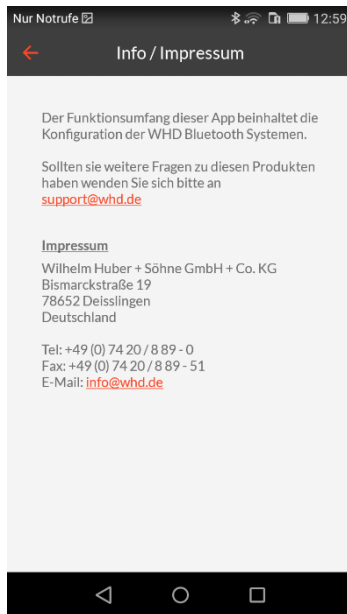 Nur Notrufe
12:59
Info / Impressum
Der Funktionsumfang dieser App beinhaltet die
Konfiguration der WHD Bluetooth Systemen.
Sollten sie weitere Fragen zu diesen Produkten
haben wenden Sie sich bitte an
support@whd.de
Impressum
Wilhelm Huber + Söhne GmbH + Co. KG
Bismarckstraße 19
78652 Deisslingen
Deutschland
Tel: +49 (0) 74 20 / 8 89 - 0
Fax: +49 (0) 74 20 / 8 89 - 51
E-Mail: info@whd.de